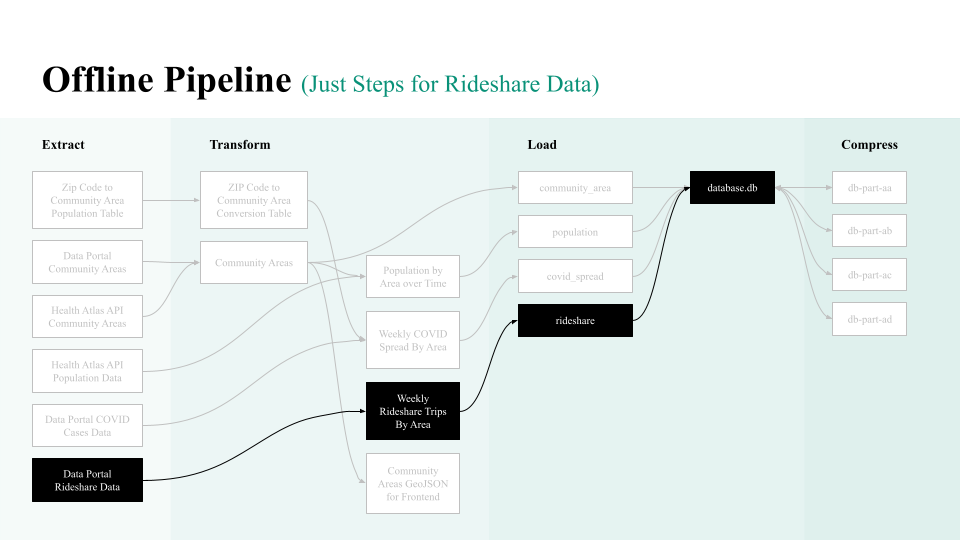 Offline Pipeline (Just Steps for Rideshare Data)
Extract
Transform
Load
Compress
Zip Code to
Community Area
Population Table
Data Portal
Community Areas
Health Atlas API
Community Areas
Health Atlas API
Population Data
Data Portal COVID
Cases Data
Data Portal
Rideshare Data
ZIP Code to
Community Area
Conversion Table
Community Areas
Population by
Area over Time
Weekly COVID
Spread By Area
Weekly
Rideshare Trips
By Area
Community
Areas GeoJSON
for Frontend
community_area
population
covid_spread
rideshare
database.db
db-part-aa
db-part-ab
db-part-ac
db-part-ad